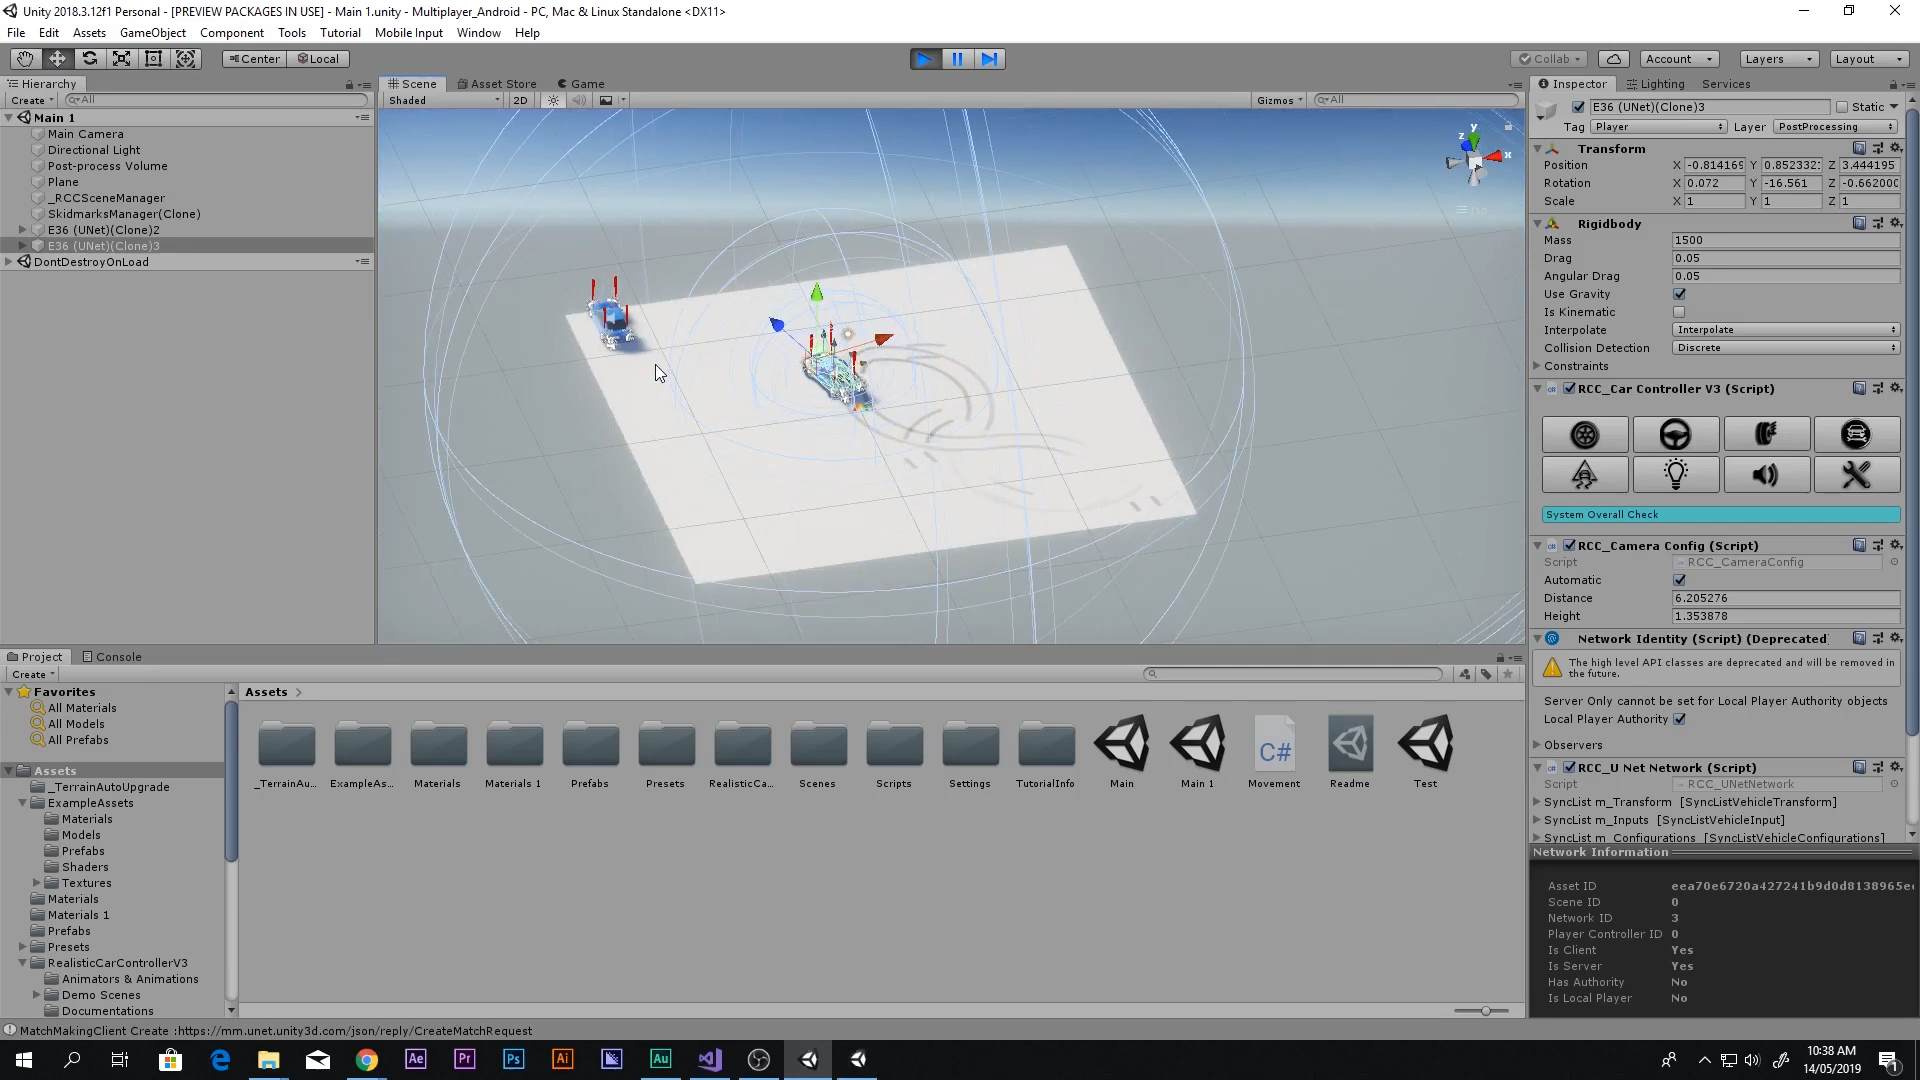 Unity 2018.3.12f1 Personal - [PREVIEW PACKAGES IN USE] - Main 1.unity - Multiplayer_Android - PC, Mac & Linux Standalone <DX11>
File Edit Assets GameObject Component Tools Tutorial Mobile Input Window Help
Center Local Collab Account Layers Layout
Hierarchy
Create All
Main 1
Main Camera
Directional Light
Post-process Volume
Plane
_RCCSceneManager
SkidmarksManager(Clone)
E36 (UNet)(Clone)2
E36 (UNet)(Clone)3
DontDestroyOnLoad
Scene Asset Store Game
Shaded 2D Gizmos All
y
z
x
Iso
Inspector Lighting Services
E36 (UNet)(Clone)3 Static
Tag Player Layer PostProcessing
Transform
Position X -0.814169 Y 0.852332 Z 3.444195
Rotation X 0.072 Y -16.561 Z -0.662000
Scale X 1 Y 1 Z 1
Rigidbody
Mass 1500
Drag 0.05
Angular Drag 0.05
Use Gravity
Is Kinematic
Interpolate Interpolate
Collision Detection Discrete
Constraints
RCC_Car Controller V3 (Script)
System Overall Check
RCC_Camera Config (Script)
Script RCC_CameraConfig
Automatic
Distance 6.205276
Height 1.353878
Network Identity (Script) (Deprecated)
The high level API classes are deprecated and will be removed in
the future.
Server Only cannot be set for Local Player Authority objects
Local Player Authority
Observers
RCC_U Net Network (Script)
Script RCC_UNetNetwork
SyncList m_Transform [SyncListVehicleTransform]
SyncList m_Inputs [SyncListVehicleInput]
SyncList m_Configurations [SyncListVehicleConfigurations]
Network Information
Asset ID eea70e6720a427241b9d0d8138965e
Scene ID 0
Network ID 3
Player Controller ID 0
Is Client Yes
Is Server Yes
Has Authority No
Is Local Player No
Project Console
Create
Favorites
All Materials
All Models
All Prefabs
Assets
_TerrainAutoUpgrade
ExampleAssets
Materials
Models
Prefabs
Shaders
Textures
Materials
Materials 1
Prefabs
Presets
RealisticCarControllerV3
Animators & Animations
Demo Scenes
Documentations
Assets
_TerrainAu... ExampleAs... Materials Materials 1 Prefabs Presets RealisticCa... Scenes Scripts Settings TutorialInfo Main Main 1 Movement Readme Test
C#
MatchMakingClient Create :https://mm.unet.unity3d.com/json/reply/CreateMatchRequest
Ae Pr Ps Ai Au
10:38 AM
14/05/2019
1